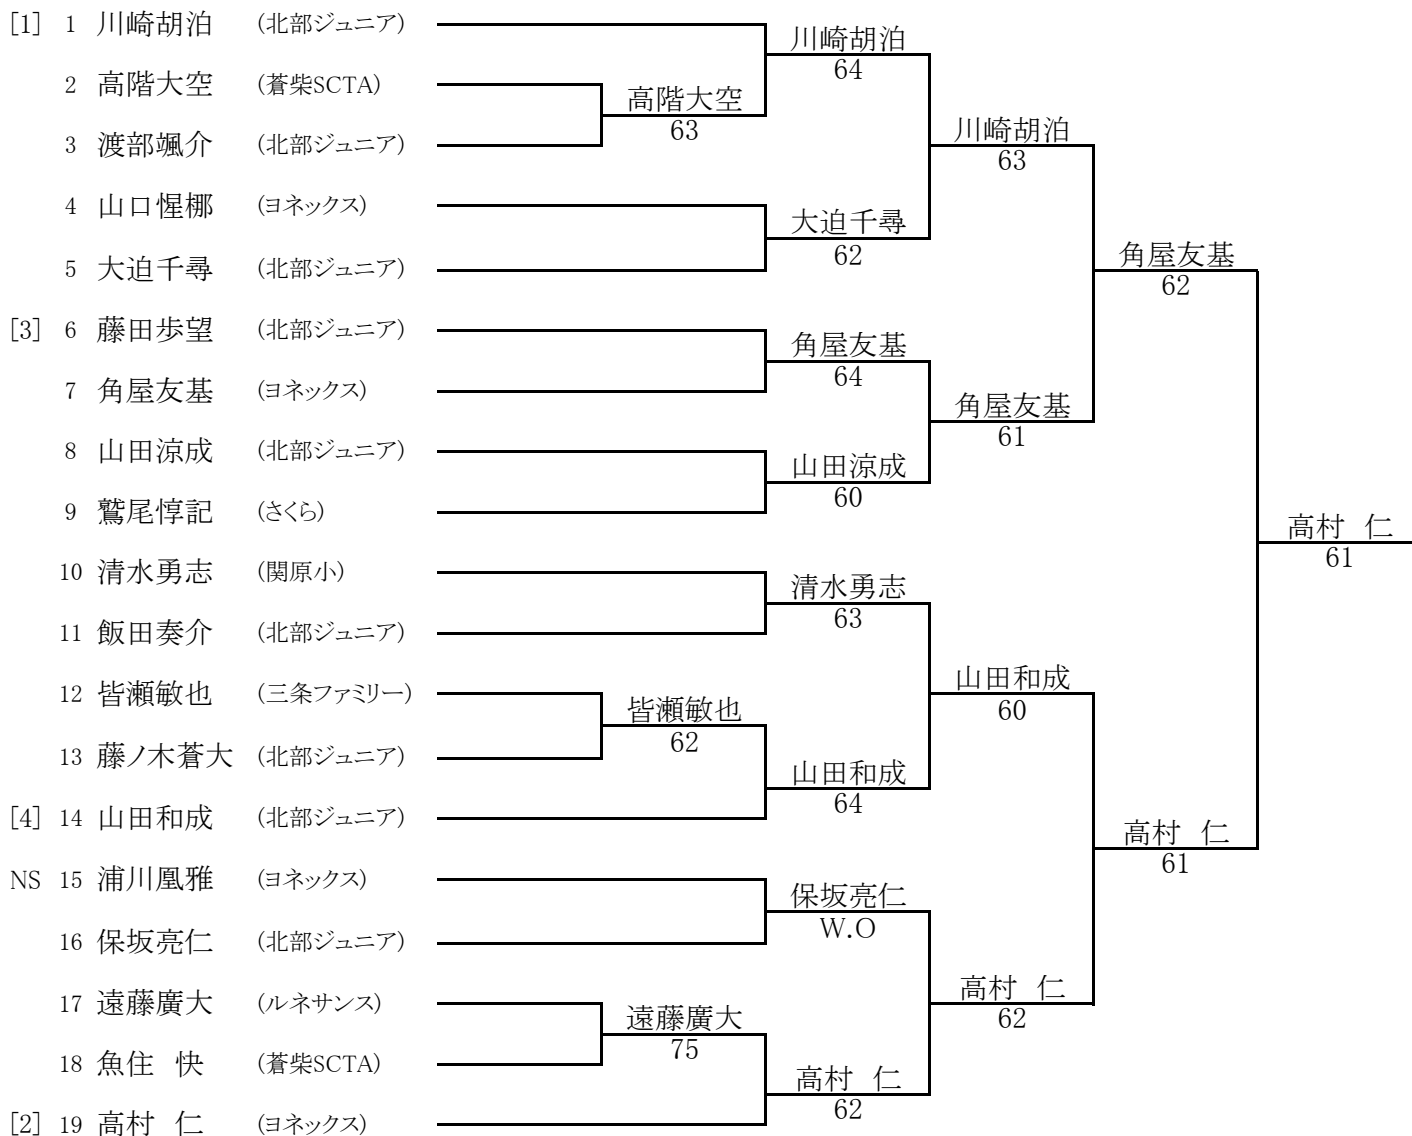 [1] 1 川崎胡泊 (北部ジュニア)
川崎胡泊
64
2 高階大空 (蒼柴SCTA)
高階大空
63
川崎胡泊
63
3 渡部颯介 (北部ジュニア)
4 山口惺梛 (ヨネックス)
大迫千尋
62
5 大迫千尋 (北部ジュニア)
角屋友基
62
[3] 6 藤田歩望 (北部ジュニア)
角屋友基
64
7 角屋友基 (ヨネックス)
角屋友基
61
8 山田涼成 (北部ジュニア)
山田涼成
60
9 鷲尾惇記 (さくら)
高村 仁
61
10 清水勇志 (関原小)
清水勇志
63
11 飯田奏介 (北部ジュニア)
山田和成
60
12 皆瀬敏也 (三条ファミリー)
皆瀬敏也
62
13 藤ノ木蒼大 (北部ジュニア)
山田和成
64
[4] 14 山田和成 (北部ジュニア)
高村 仁
61
NS 15 浦川凰雅 (ヨネックス)
保坂亮仁
W.O
16 保坂亮仁 (北部ジュニア)
高村 仁
62
17 遠藤廣大 (ルネサンス)
遠藤廣大
75
18 魚住 快 (蒼柴SCTA)
高村 仁
62
[2] 19 高村 仁 (ヨネックス)